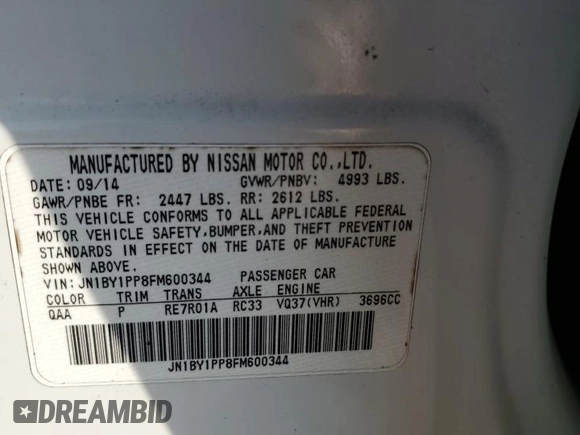 MANUFACTURED BY NISSAN MOTOR CO.,LTD.
DATE: 09/14 GVWR/PNBV: 4993 LBS.
GAWR/PNBE FR: 2447 LBS. RR: 2612 LBS.
THIS VEHICLE CONFORMS TO ALL APPLICABLE FEDERAL
MOTOR VEHICLE SAFETY,BUMPER,AND THEFT PREVENTION
STANDARDS IN EFFECT ON THE DATE OF MANUFACTURE
SHOWN ABOVE.
VIN: JN1BY1PP8FM600344 PASSENGER CAR
COLOR TRIM TRANS AXLE ENGINE
QAA P RE7R01A RC33 VQ37(VHR) 3696CC
JN1BY1PP8FM600344
DREAMBID